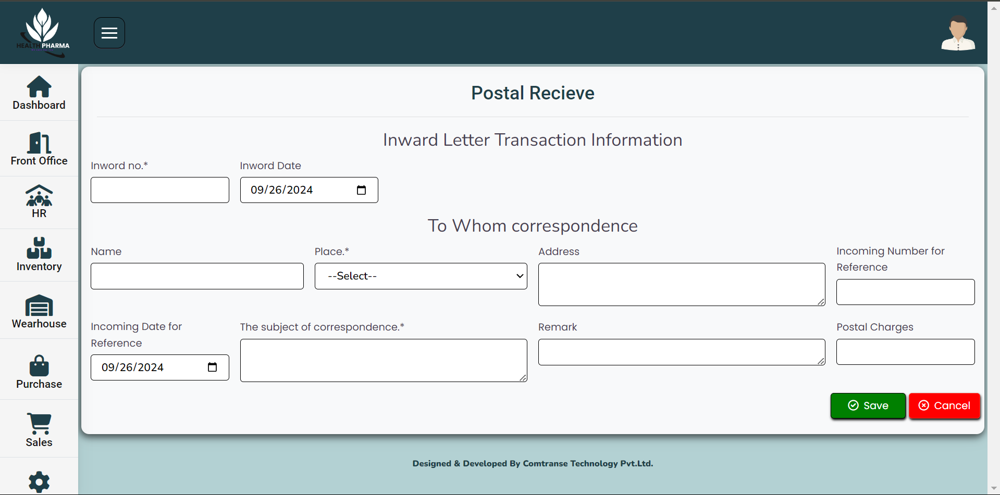 HEALTH PHARMA
Dashboard
Front Office
HR
Inventory
Wearhouse
Purchase
Sales
Postal Recieve
Inward Letter Transaction Information
Inword no.*
Inword Date
09/26/2024
To Whom correspondence
Name
Place.*
--Select--
Address
Incoming Number for
Reference
Incoming Date for
Reference
09/26/2024
The subject of correspondence.*
Remark
Postal Charges
Save
Cancel
Designed & Developed By Comtranse Technology Pvt.Ltd.